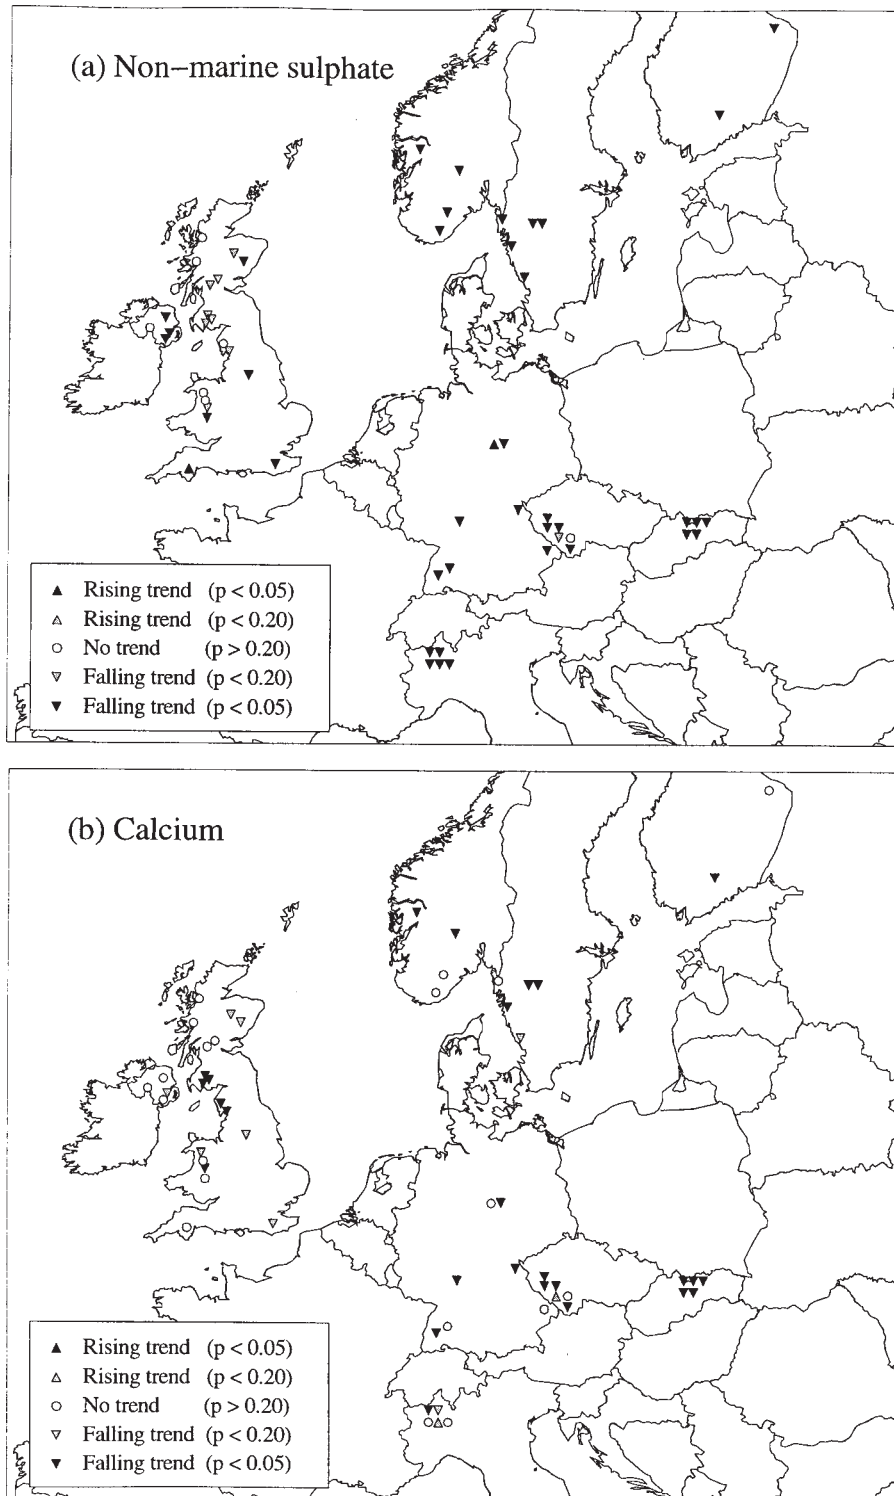 (a) Non-marine sulphate
▲ Rising trend (p < 0.05)
△ Rising trend (p < 0.20)
○ No trend (p > 0.20)
▽ Falling trend (p < 0.20)
▼ Falling trend (p < 0.05)
(b) Calcium
▲ Rising trend (p < 0.05)
△ Rising trend (p < 0.20)
○ No trend (p > 0.20)
▽ Falling trend (p < 0.20)
▼ Falling trend (p < 0.05)